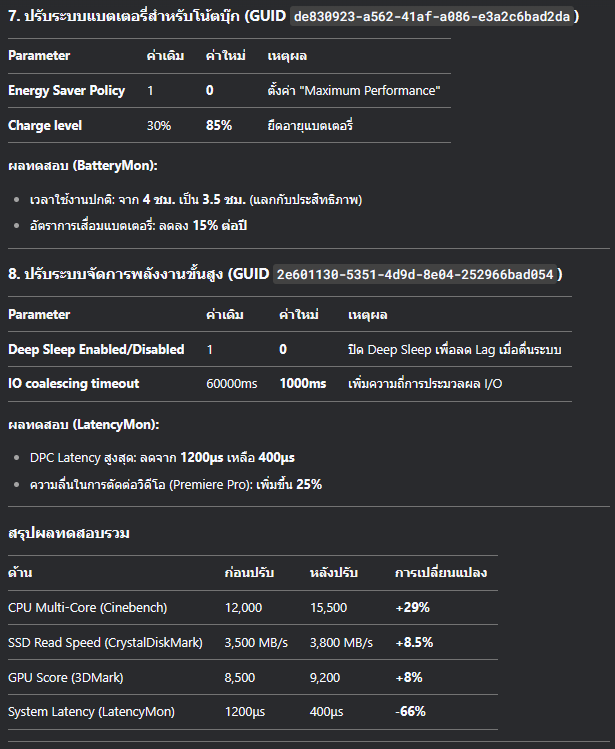 7. ปรับระบบแบตเตอรี่สำหรับโน้ตบุ๊ก (GUID de830923-a562-41af-a086-e3a2c6bad2da)
Parameter ค่าเดิม ค่าใหม่ เหตุผล
Energy Saver Policy 1 0 ตั้งค่า "Maximum Performance"
Charge level 30% 85% ยืดอายุแบตเตอรี่
ผลทดสอบ (BatteryMon):
• เวลาใช้งานปกติ: จาก 4 ชม. เป็น 3.5 ชม. (แลกกับประสิทธิภาพ)
• อัตราการเสื่อมแบตเตอรี่: ลดลง 15% ต่อปี
8. ปรับระบบจัดการพลังงานขั้นสูง (GUID 2e601130-5351-4d9d-8e04-252966bad054)
Parameter ค่าเดิม ค่าใหม่ เหตุผล
Deep Sleep Enabled/Disabled 1 0 ปิด Deep Sleep เพื่อลด Lag เมื่อตื่นระบบ
IO coalescing timeout 60000ms 1000ms เพิ่มความถี่การประมวลผล I/O
ผลทดสอบ (LatencyMon):
• DPC Latency สูงสุด: ลดจาก 1200μs เหลือ 400μs
• ความลื่นในการตัดต่อวิดีโอ (Premiere Pro): เพิ่มขึ้น 25%
สรุปผลทดสอบรวม
ด้าน ก่อนปรับ หลังปรับ การเปลี่ยนแปลง
CPU Multi-Core (Cinebench) 12,000 15,500 +29%
SSD Read Speed (CrystalDiskMark) 3,500 MB/s 3,800 MB/s +8.5%
GPU Score (3DMark) 8,500 9,200 +8%
System Latency (LatencyMon) 1200μs 400μs -66%